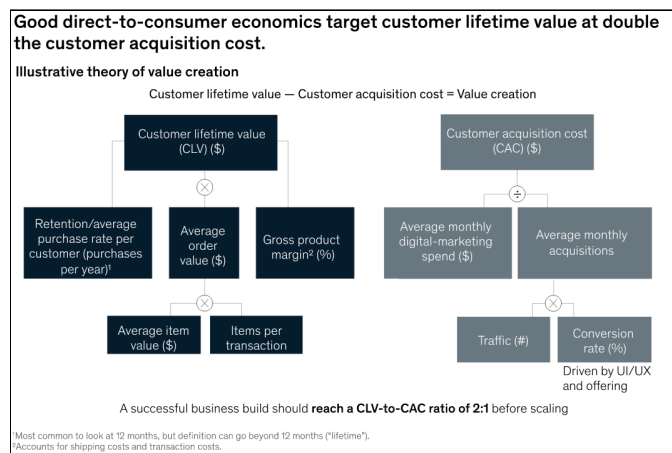 Good direct-to-consumer economics target customer lifetime value at double
the customer acquisition cost.
Illustrative theory of value creation
Customer lifetime value — Customer acquisition cost = Value creation
Customer lifetime value
(CLV) ($)
×
Retention/average
purchase rate per
customer (purchases
per year)¹
Average
order
value ($)
Gross product
margin² (%)
×
Average item
value ($)
Items per
transaction
Customer acquisition cost
(CAC) ($)
÷
Average monthly
digital-marketing
spend ($)
Average monthly
acquisitions
×
Traffic (#)
Conversion
rate (%)
Driven by UI/UX
and offering
A successful business build should reach a CLV-to-CAC ratio of 2:1 before scaling
¹Most common to look at 12 months, but definition can go beyond 12 months (“lifetime”).
²Accounts for shipping costs and transaction costs.